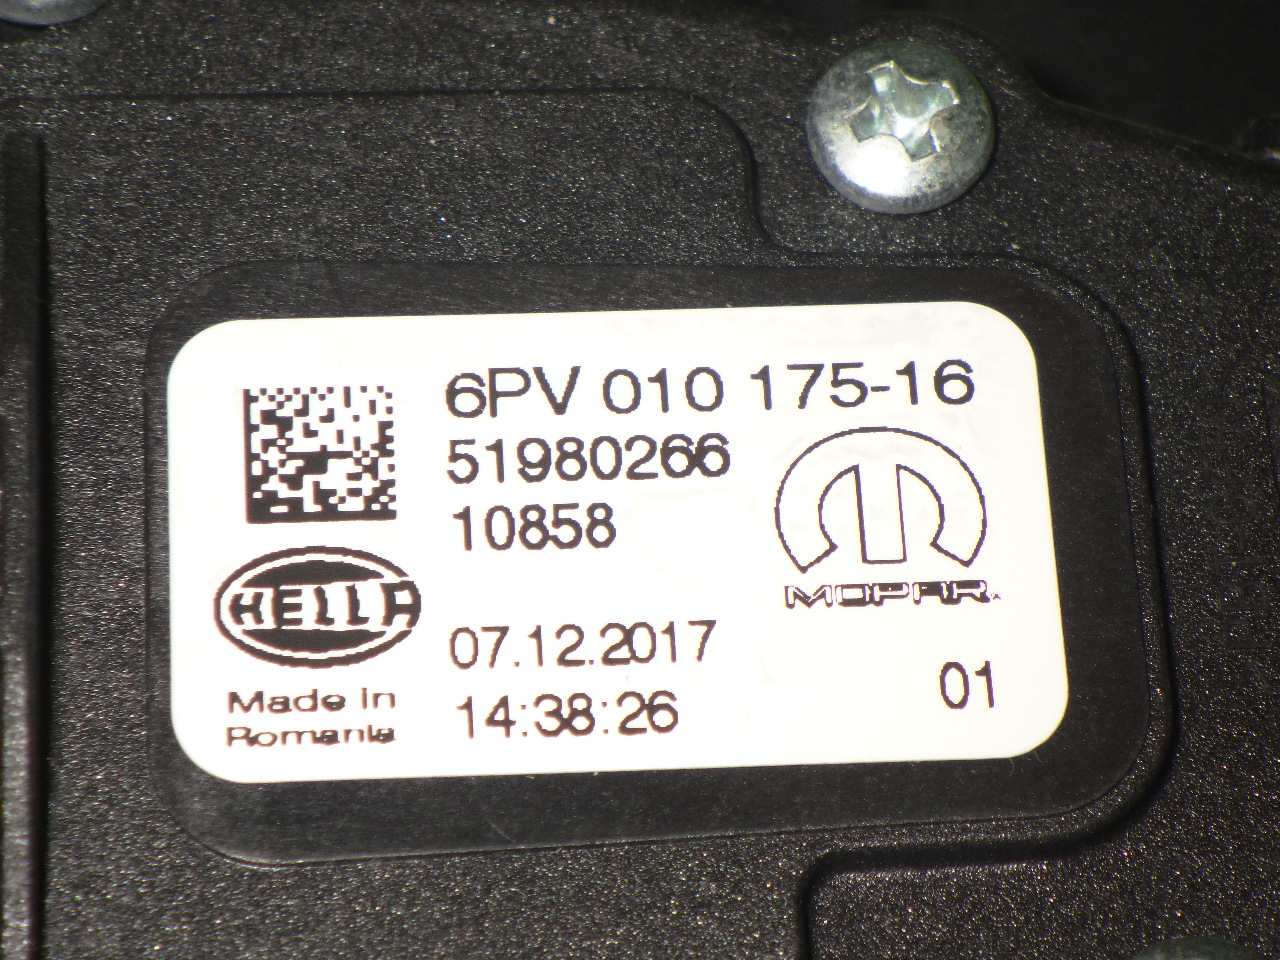 6PV 010 175-16
51980266
10858
MOPAR
HELLA
07.12.2017
14:38:26
01
Made in
Romania